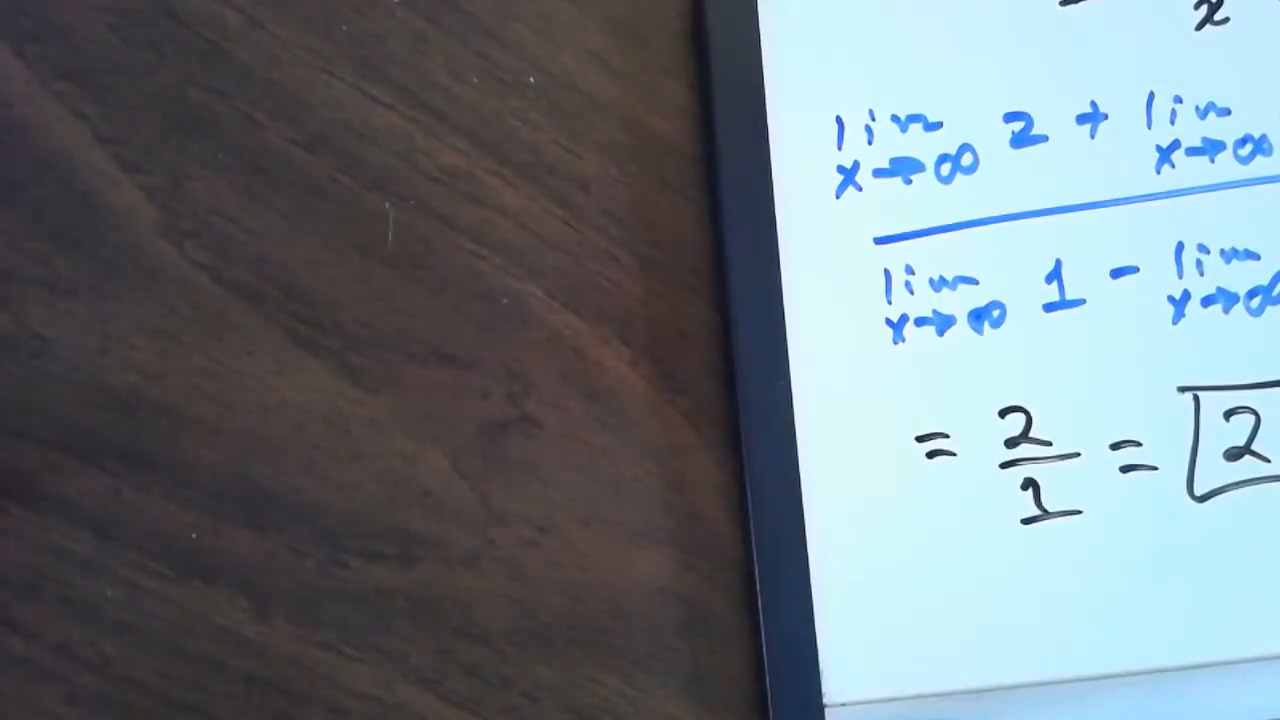 x
lim 2 + lim
x→∞ x→∞
lim 1 - lim
x→∞ x→∞
= 2/1 = 2